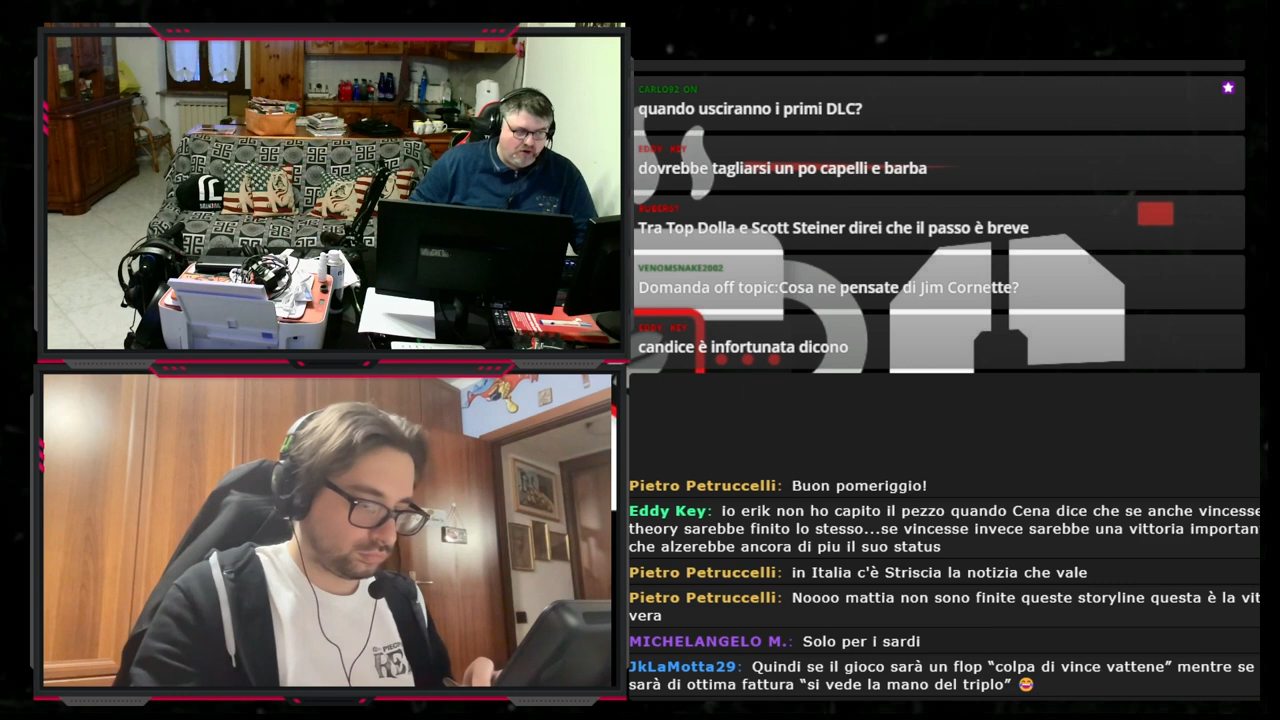 CARLO92 ON
quando usciranno i primi DLC?
EDDY KEY
dovrebbe tagliarsi un po capelli e barba
Tra Top Dolla e Scott Steiner direi che il passo è breve
VENOMSNAKE2002
Domanda off topic:Cosa ne pensate di Jim Cornette?
EDDY KEY
candice è infortunata dicono
Pietro Petruccelli: Buon pomeriggio!
Eddy Key: io erik non ho capito il pezzo quando Cena dice che se anche vincesse
theory sarebbe finito lo stesso...se vincesse invece sarebbe una vittoria importan
che alzerebbe ancora di piu il suo status
Pietro Petruccelli: in Italia c'è Striscia la notizia che vale
Pietro Petruccelli: Noooo mattia non sono finite queste storyline questa è la vit
vera
MICHELANGELO M.: Solo per i sardi
JkLaMotta29: Quindi se il gioco sarà un flop “colpa di vince vattene” mentre se
sarà di ottima fattura “si vede la mano del triplo” 😂